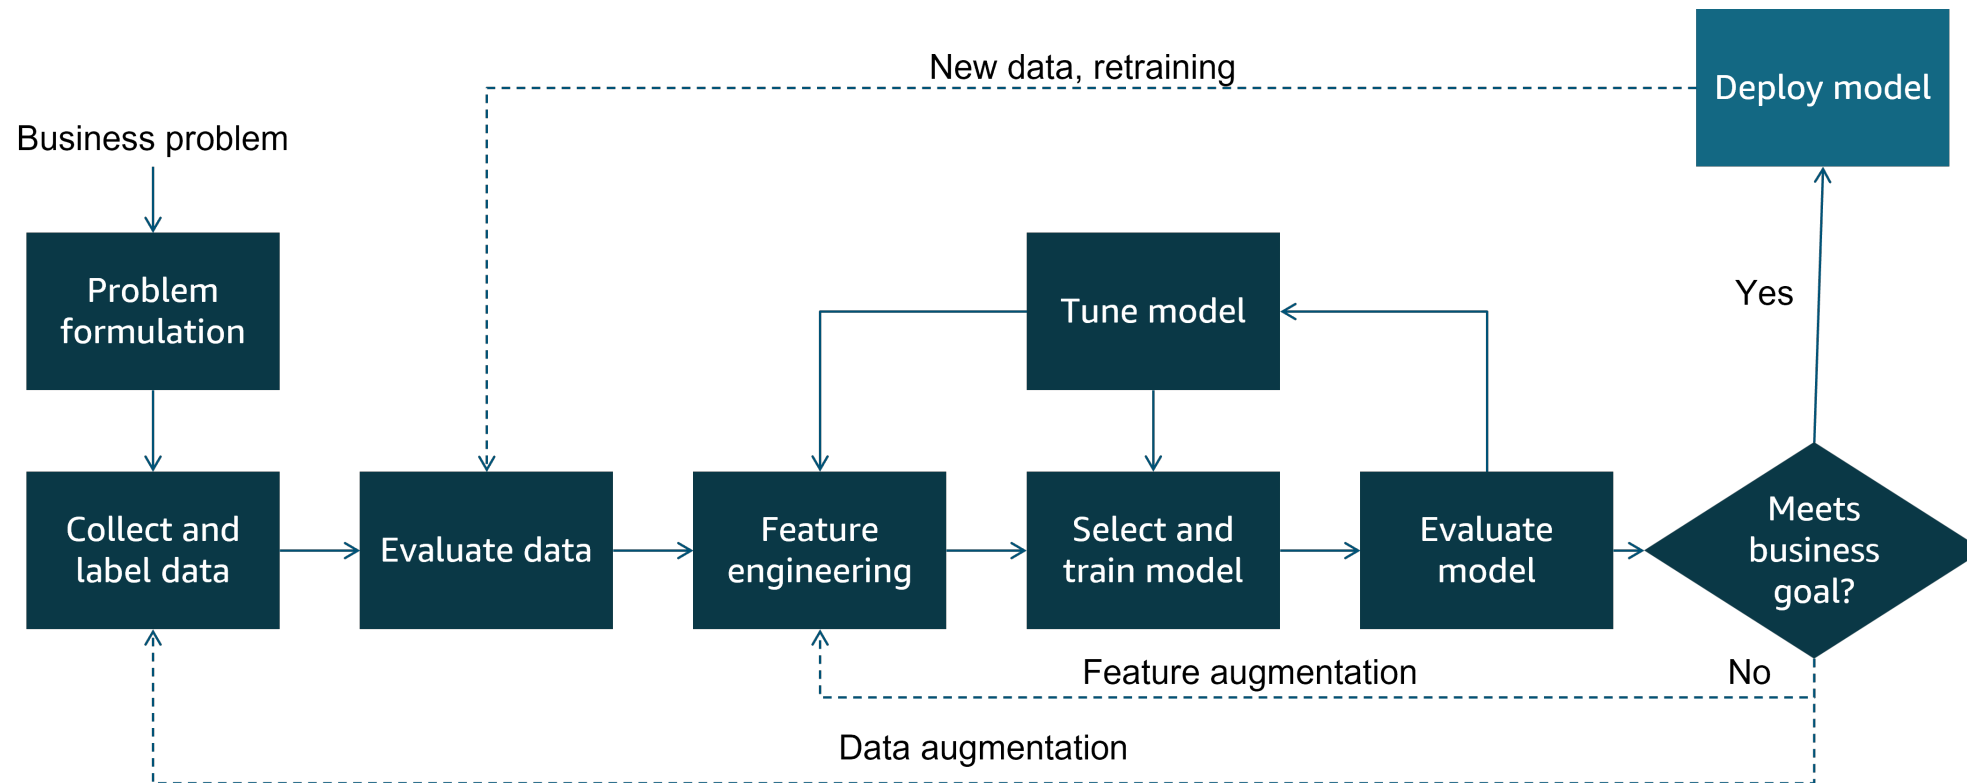 New data, retraining
Deploy model
Business problem
Problem
formulation
Tune model
Yes
Collect and
label data
Evaluate data
Feature
engineering
Select and
train model
Evaluate
model
Meets
business
goal?
Feature augmentation
No
Data augmentation